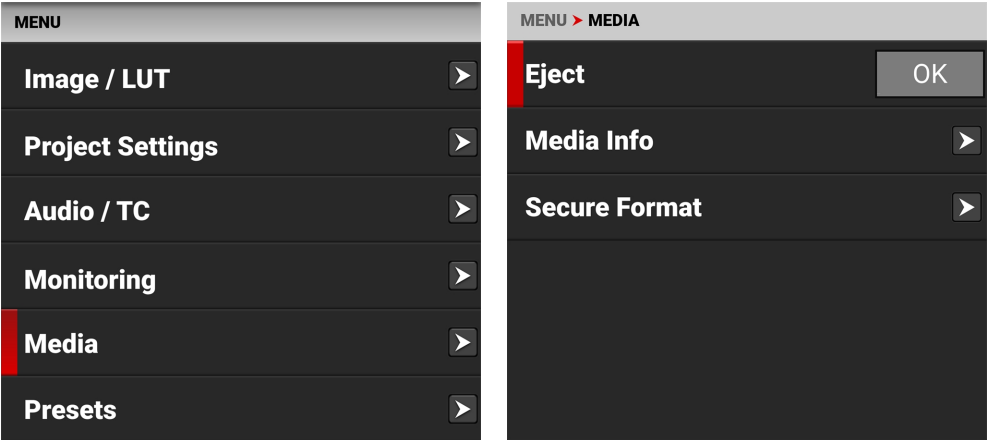 MENU
Image / LUT
Project Settings
Audio / TC
Monitoring
Media
Presets
MENU ➤ MEDIA
Eject OK
Media Info
Secure Format